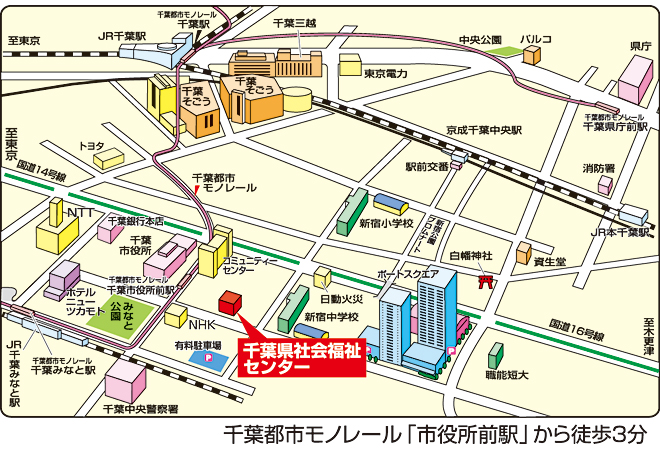 千葉都市モノレール
千葉駅
JR千葉駅
至東京
千葉三越
中央公園
パルコ
県庁
東京電力
千葉
そごう
千葉
そごう
千葉都市モノレール
千葉県庁前駅
京成千葉中央駅
至東京
トヨタ
国道14号線
千葉都市
モノレール
駅前交番
消防署
NTT
千葉銀行本店
千葉
市役所
コミュニティー
センター
新宿小学校
新宿公園
プロムナード
JR本千葉駅
白幡神社
資生堂
千葉都市モノレール
千葉市役所前駅
ホテル
ニュー
ツカモト
みなと
公園
日動火災
ポートスクエア
NHK
新宿中学校
国道16号線
至木更津
JR千葉みなと駅
千葉都市モノレール
千葉みなと駅
有料駐車場
P
P
P
千葉県社会福祉
センター
職能短大
千葉中央警察署
千葉都市モノレール「市役所前駅」から徒歩3分